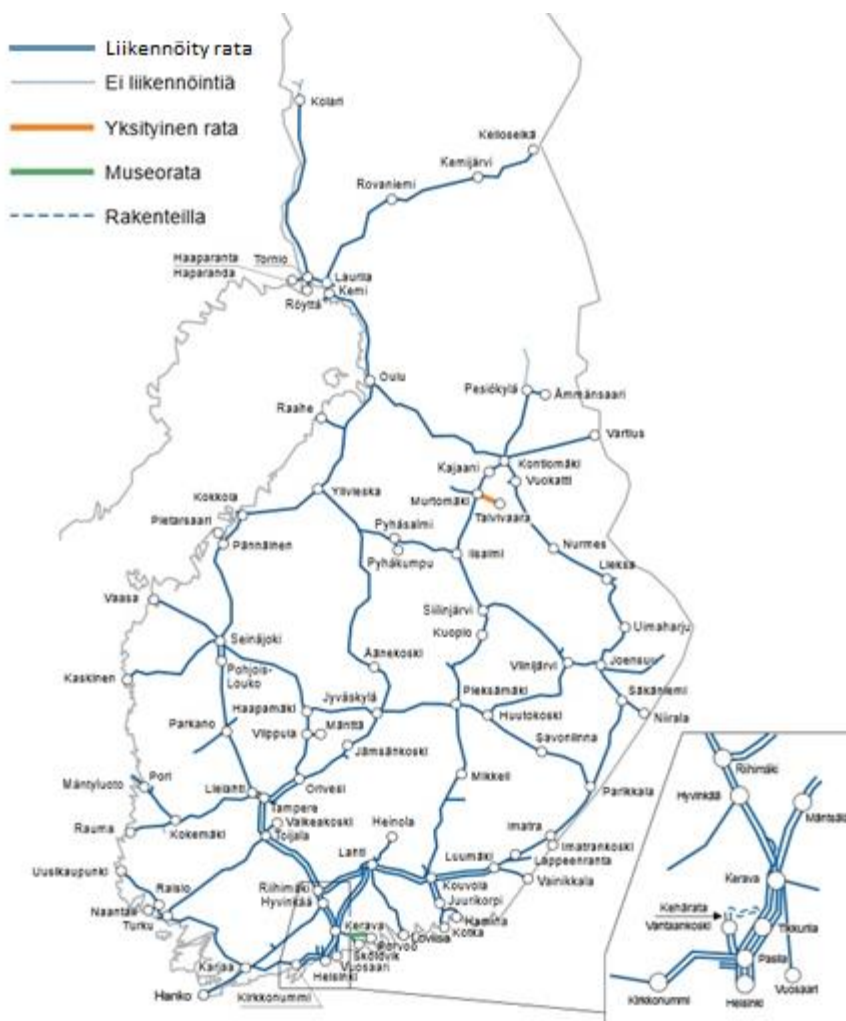 Liikennöity rata
Ei liikennöintiä
Yksityinen rata
Museorata
Rakenteilla
Kolari
Kelloselkä
Kemijärvi
Rovaniemi
Haaparanta
Tornio
Haparanda
Laurila
Kemi
Röyttä
Oulu
Pesiökylä
Ämmänsaari
Raahe
Vartius
Kontiomäki
Kajaani
Vuokatti
Ylivieska
Murtomäki
Talvivaara
Kokkola
Pietarsaari
Pännäinen
Pyhäsalmi
Pyhäkumpu
Iisalmi
Nurmes
Lieksa
Vaasa
Siilinjärvi
Kuopio
Uimaharju
Seinäjoki
Pohjois-
Louko
Äänekoski
Viinijärvi
Joensuu
Kaskinen
Haapamäki
Jyväskylä
Pieksämäki
Huutokoski
Säkäniemi
Niirala
Parkano
Vilppula
Mänttä
Jämsänkoski
Savonlinna
Mäntyluoto
Pori
Lielahti
Orivesi
Mikkeli
Parikkala
Tampere
Valkeakoski
Heinola
Rauma
Kokemäki
Toijala
Imatra
Imatrankoski
Lahti
Luumäki
Lappeenranta
Vainikkala
Uusikaupunki
Raisio
Riihimäki
Hyvinkää
Kouvola
Juurikorpi
Hamina
Kotka
Naantali
Turku
Kerava
Porvoo
Sköldvik
Loviisa
Vuosaari
Helsinki
Karjaa
Hanko
Kirkkonummi
Riihimäki
Hyvinkää
Mäntsälä
Kerava
Kehärata
Vantaankoski
Tikkurila
Pasila
Kirkkonummi
Helsinki
Vuosaari